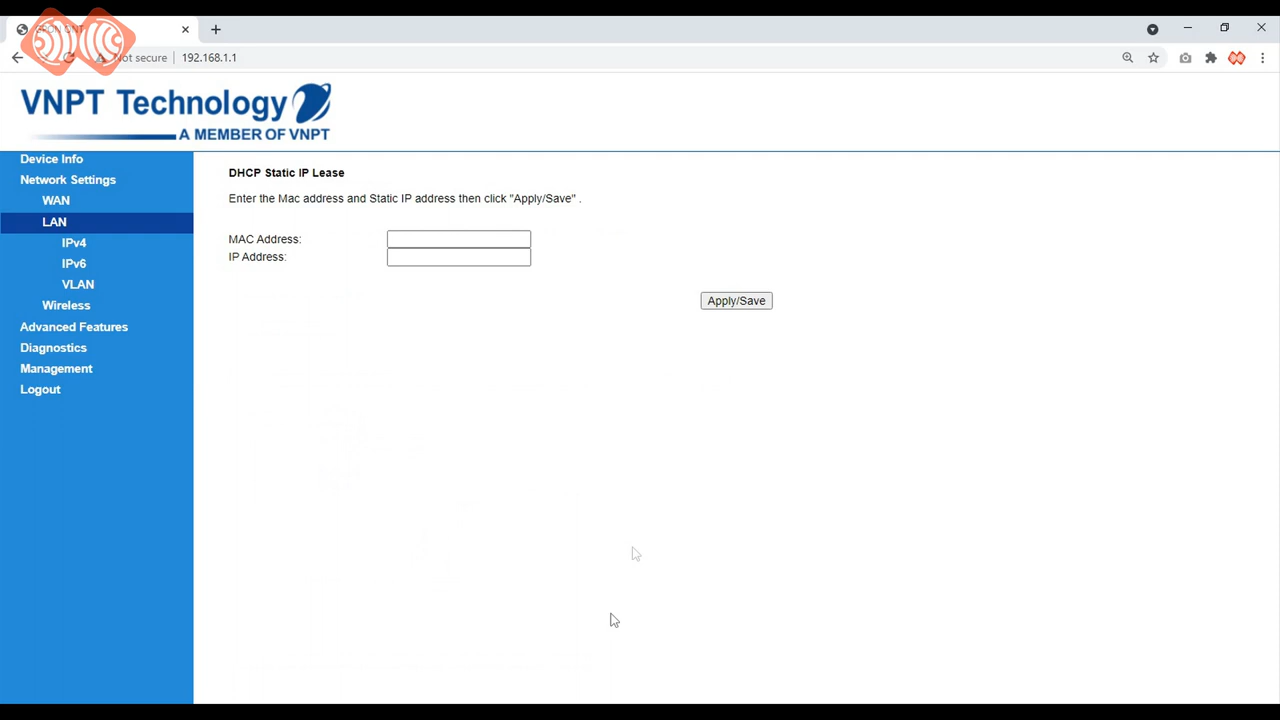 GPON ONT
Not secure
192.168.1.1
VNPT Technology
A MEMBER OF VNPT
Device Info
Network Settings
WAN
LAN
IPv4
IPv6
VLAN
Wireless
Advanced Features
Diagnostics
Management
Logout
DHCP Static IP Lease
Enter the Mac address and Static IP address then click "Apply/Save" .
MAC Address:
IP Address:
Apply/Save